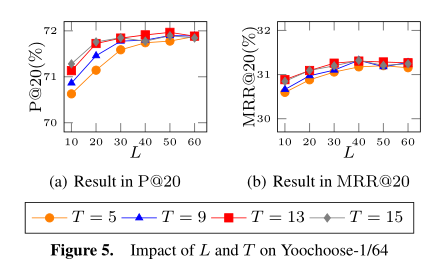 P@20(%)
72
71
70
10 20 30 40 50 60
L
(a) Result in P@20
MRR@20(%)
32
31
30
10 20 30 40 50 60
L
(b) Result in MRR@20
T = 5 T = 9 T = 13 T = 15
Figure 5. Impact of L and T on Yoochoose-1/64